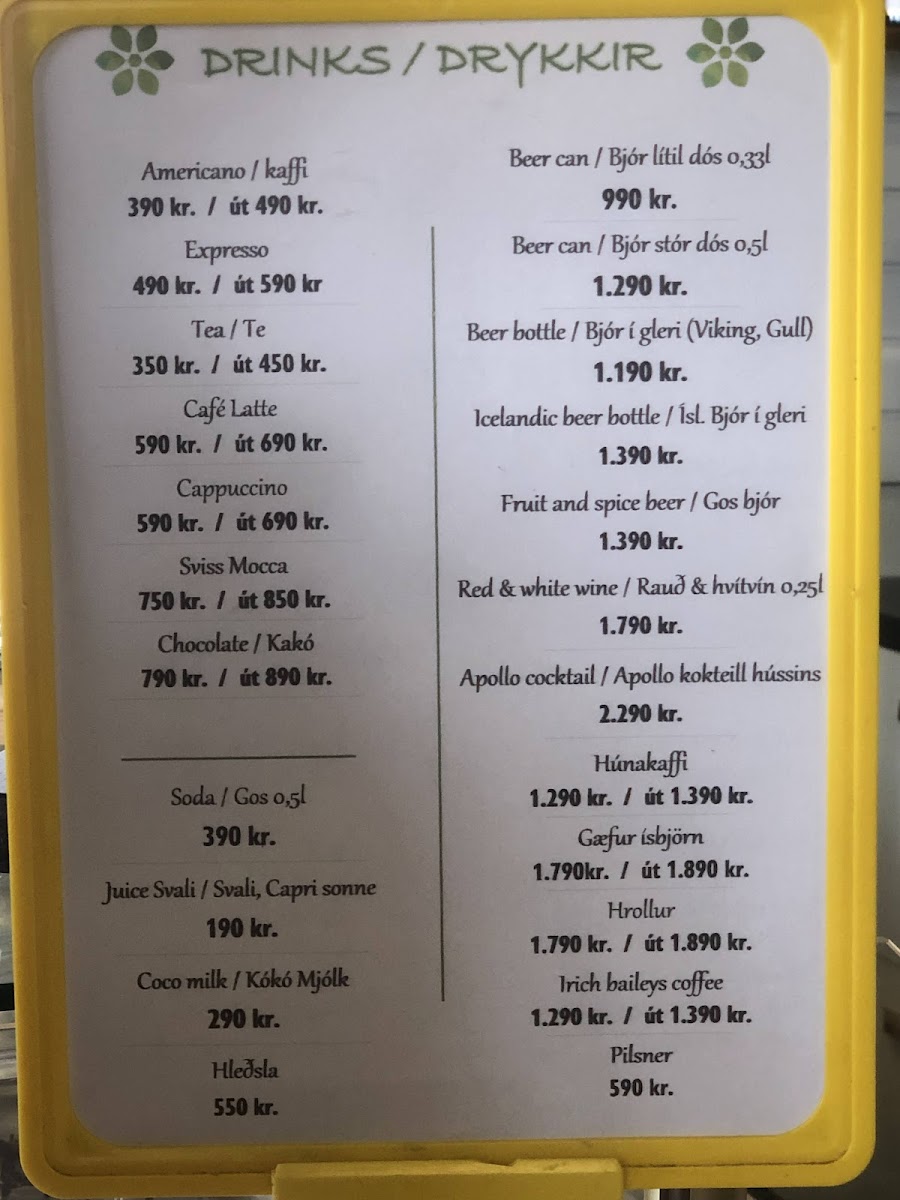 DRINKS / DRYKKIR
Americano / kaffi
390 kr. / út 490 kr.
Expresso
490 kr. / út 590 kr
Tea / Te
350 kr. / út 450 kr.
Café Latte
590 kr. / út 690 kr.
Cappuccino
590 kr. / út 690 kr.
Sviss Mocca
750 kr. / út 850 kr.
Chocolate / Kakó
790 kr. / út 890 kr.
Soda / Gos 0,5l
390 kr.
Juice Svali / Svali, Capri sonne
190 kr.
Coco milk / Kókó Mjólk
290 kr.
Hleðsla
550 kr.
Beer can / Bjór lítil dós 0,33l
990 kr.
Beer can / Bjór stór dós 0,5l
1.290 kr.
Beer bottle / Bjór í gleri (Viking, Gull)
1.190 kr.
Icelandic beer bottle / Ísl. Bjór í gleri
1.390 kr.
Fruit and spice beer / Gos bjór
1.390 kr.
Red & white wine / Rauð & hvítvín 0,25l
1.790 kr.
Apollo cocktail / Apollo kokteill hússins
2.290 kr.
Húnakaffi
1.290 kr. / út 1.390 kr.
Gæfur ísbjörn
1.790kr. / út 1.890 kr.
Hrollur
1.790 kr. / út 1.890 kr.
Irich baileys coffee
1.290 kr. / út 1.390 kr.
Pilsner
590 kr.